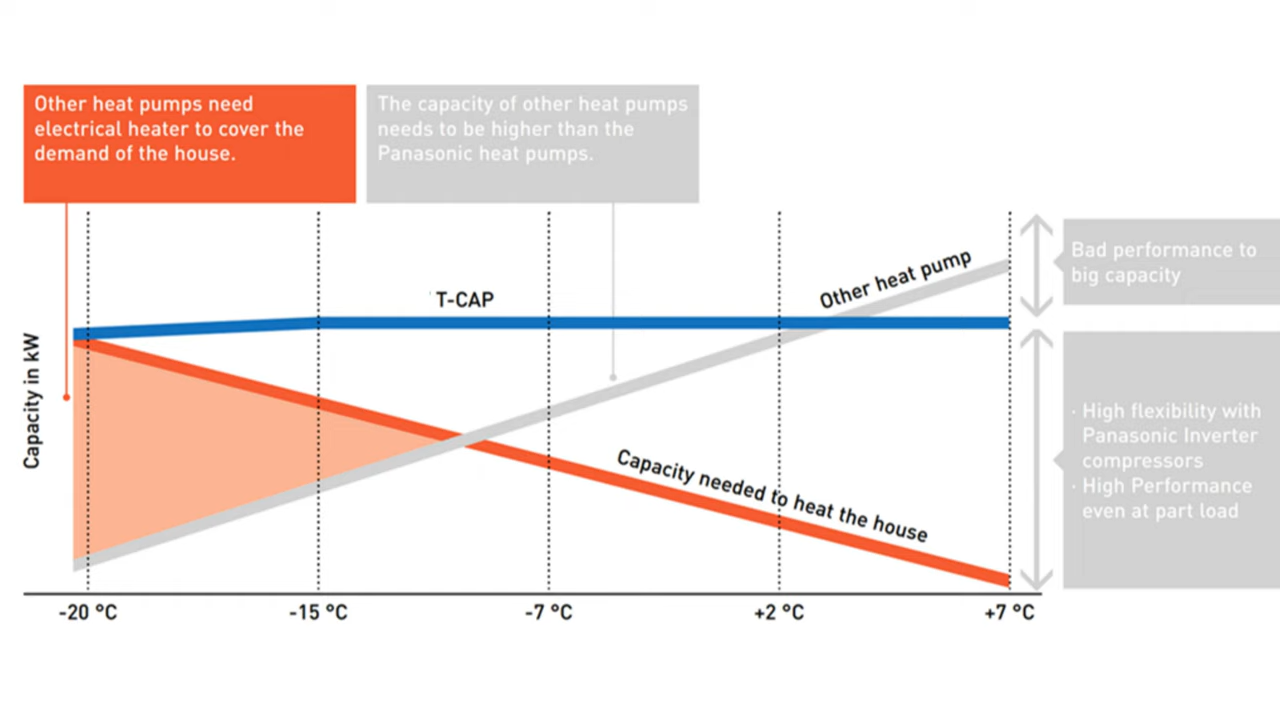 Other heat pumps need
electrical heater to cover the
demand of the house.
The capacity of other heat pumps
needs to be higher than the
Panasonic heat pumps.
Bad performance to
big capacity
Other heat pump
T-CAP
Capacity in kW
Capacity needed to heat the house
· High flexibility with
Panasonic Inverter
compressors
· High Performance
even at part load
-20 °C
-15 °C
-7 °C
+2 °C
+7 °C